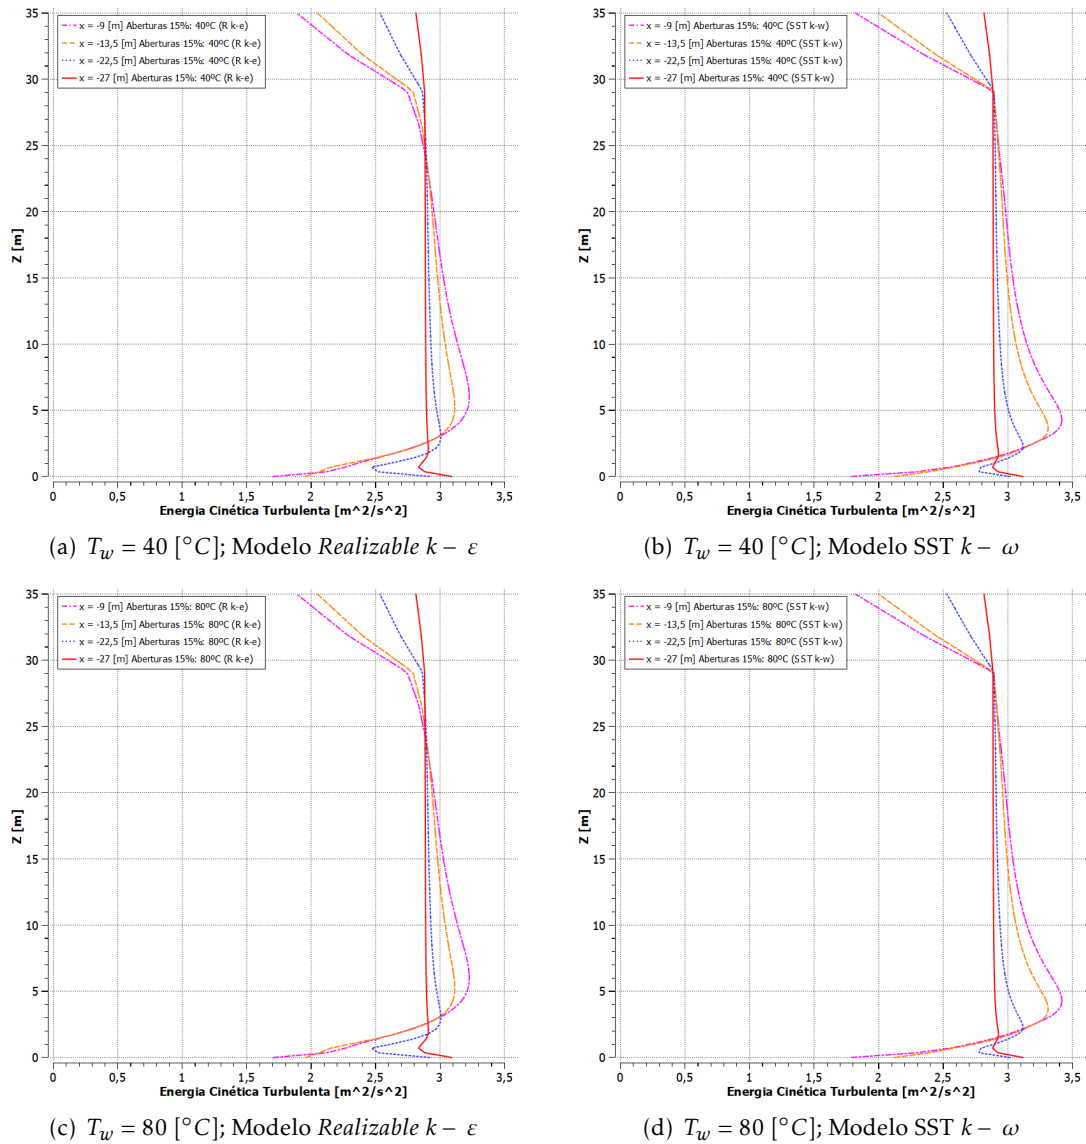 x = -9 [m] Aberturas 15%: 40ºC (R k-e)
x = -13,5 [m] Aberturas 15%: 40ºC (R k-e)
x = -22,5 [m] Aberturas 15%: 40ºC (R k-e)
x = -27 [m] Aberturas 15%: 40ºC (R k-e)
35
30
25
20
15
10
5
0
Z [m]
0
0,5
1
1,5
2
2,5
3
3,5
Energia Cinética Turbulenta [m^2/s^2]
(a) T_w = 40 [°C]; Modelo Realizable k – ε
x = -9 [m] Aberturas 15%: 40ºC (SST k-w)
x = -13,5 [m] Aberturas 15%: 40ºC (SST k-w)
x = -22,5 [m] Aberturas 15%: 40ºC (SST k-w)
x = -27 [m] Aberturas 15%: 40ºC (SST k-w)
35
30
25
20
15
10
5
0
Z [m]
0
0,5
1
1,5
2
2,5
3
3,5
Energia Cinética Turbulenta [m^2/s^2]
(b) T_w = 40 [°C]; Modelo SST k – ω
x = -9 [m] Aberturas 15%: 80ºC (R k-e)
x = -13,5 [m] Aberturas 15%: 80ºC (R k-e)
x = -22,5 [m] Aberturas 15%: 80ºC (R k-e)
x = -27 [m] Aberturas 15%: 80ºC (R k-e)
35
30
25
20
15
10
5
0
Z [m]
0
0,5
1
1,5
2
2,5
3
3,5
Energia Cinética Turbulenta [m^2/s^2]
(c) T_w = 80 [°C]; Modelo Realizable k – ε
x = -9 [m] Aberturas 15%: 80ºC (SST k-w)
x = -13,5 [m] Aberturas 15%: 80ºC (SST k-w)
x = -22,5 [m] Aberturas 15%: 80ºC (SST k-w)
x = -27 [m] Aberturas 15%: 80ºC (SST k-w)
35
30
25
20
15
10
5
0
Z [m]
0
0,5
1
1,5
2
2,5
3
3,5
Energia Cinética Turbulenta [m^2/s^2]
(d) T_w = 80 [°C]; Modelo SST k – ω